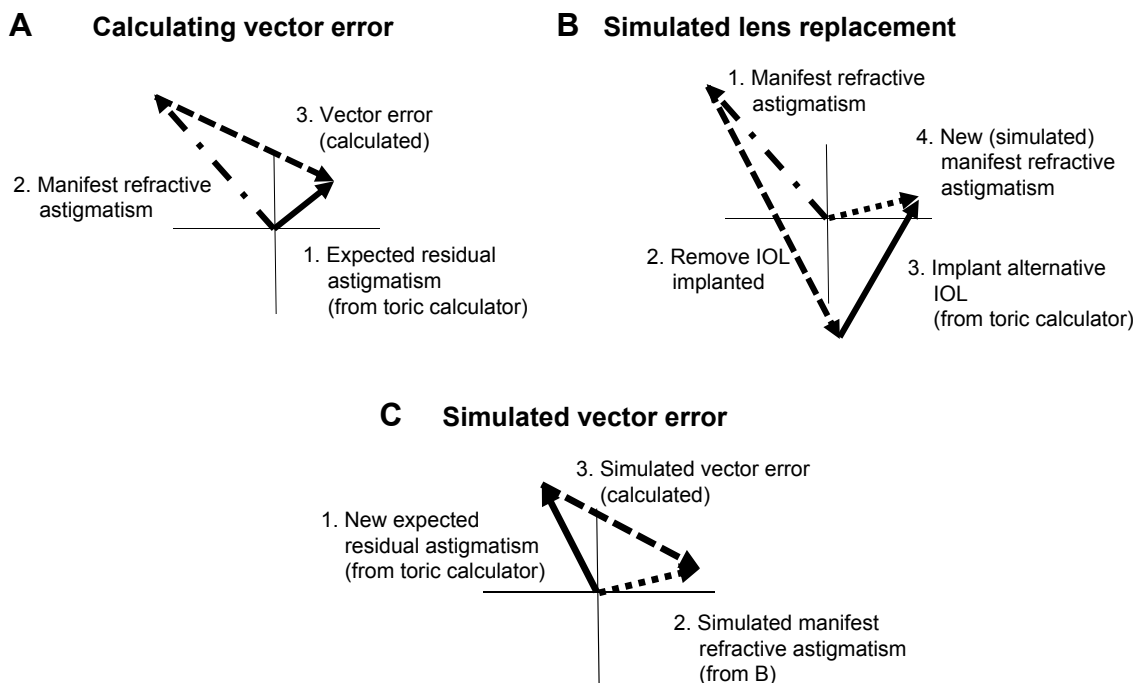 A Calculating vector error
3. Vector error
(calculated)
2. Manifest refractive
astigmatism
1. Expected residual
astigmatism
(from toric calculator)
B Simulated lens replacement
1. Manifest refractive
astigmatism
4. New (simulated)
manifest refractive
astigmatism
2. Remove IOL
implanted
3. Implant alternative
IOL
(from toric calculator)
C Simulated vector error
3. Simulated vector error
(calculated)
1. New expected
residual astigmatism
(from toric calculator)
2. Simulated manifest
refractive astigmatism
(from B)